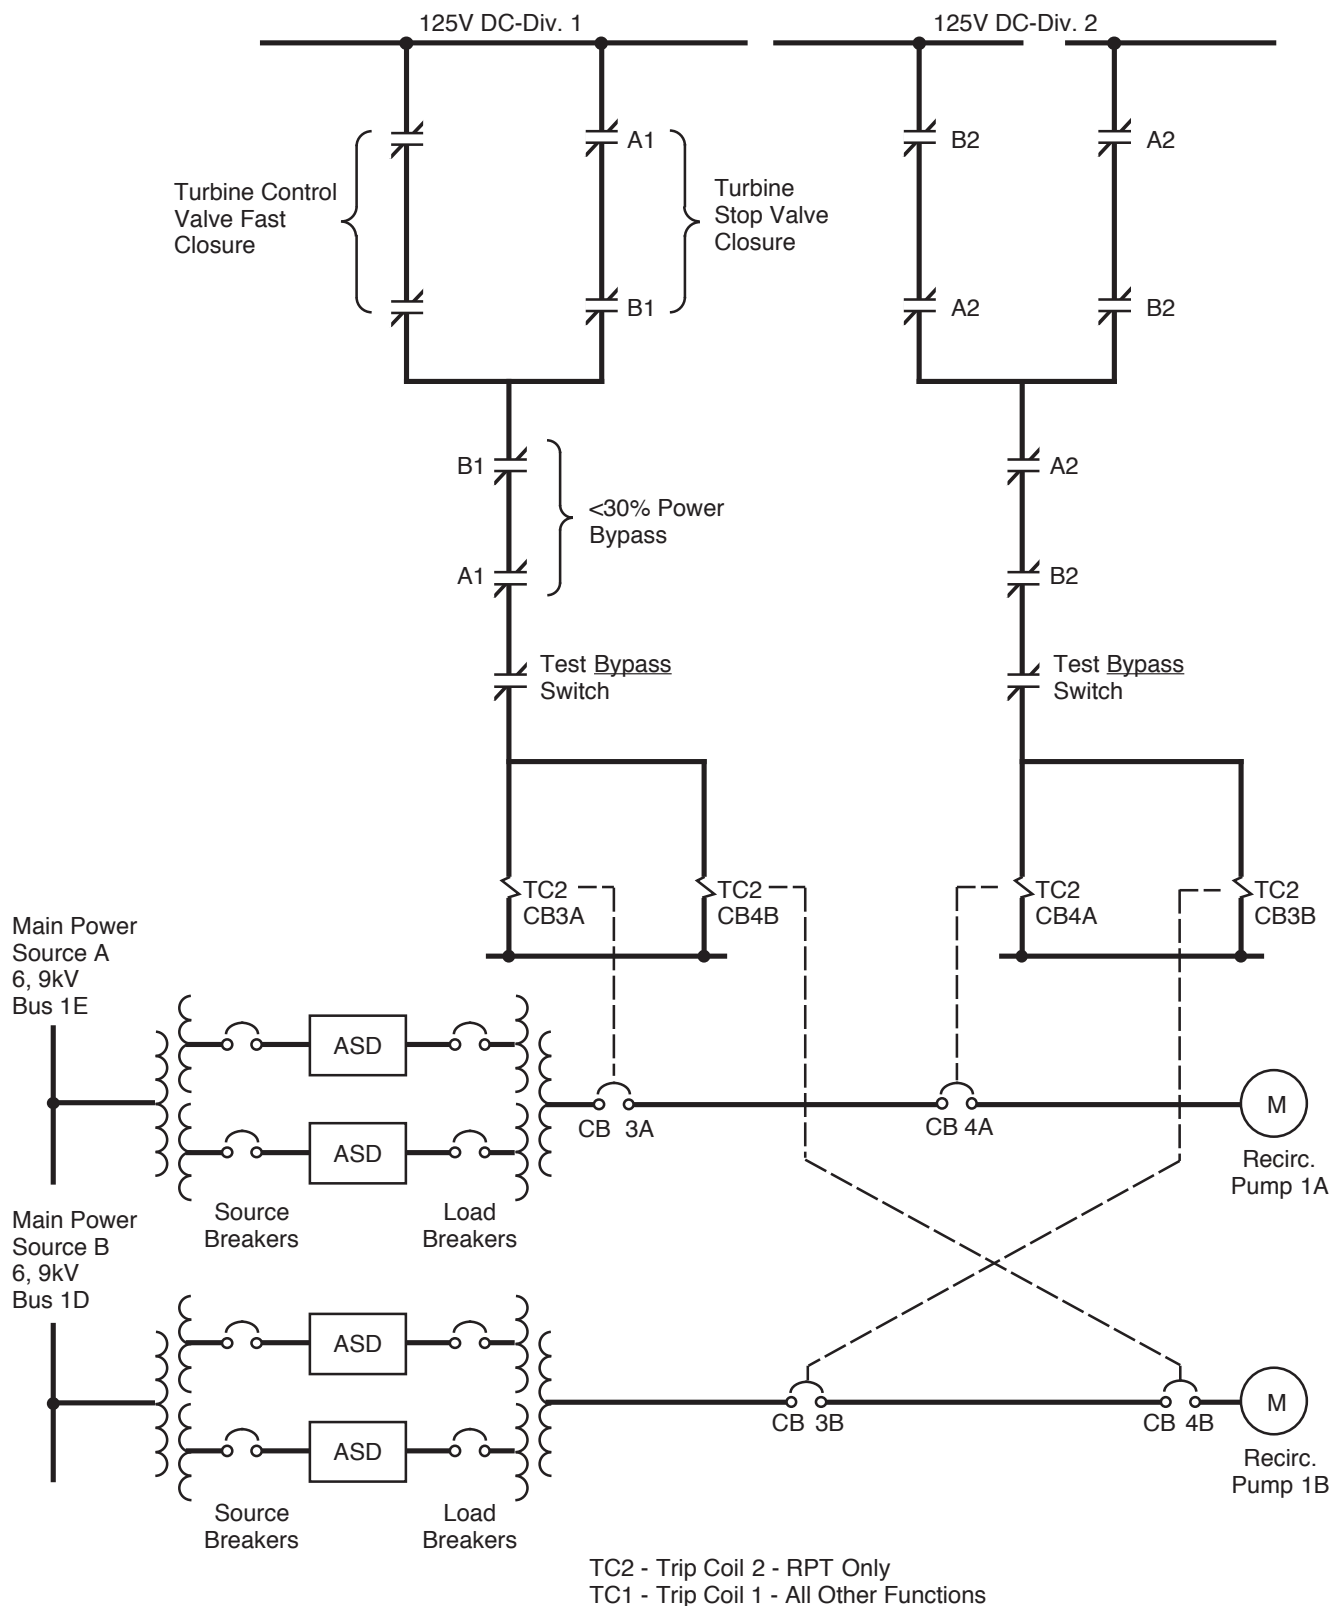 125V DC-Div. 1
125V DC-Div. 2
A1
B2
A2
Turbine Control
Valve Fast
Closure
Turbine
Stop Valve
Closure
B1
A2
B2
B1
<30% Power
Bypass
A2
A1
B2
Test Bypass
Switch
Test Bypass
Switch
TC2
CB3A
TC2
CB4B
TC2
CB4A
TC2
CB3B
Main Power
Source A
6, 9kV
Bus 1E
ASD
CB 3A
CB 4A
M
ASD
Recirc.
Pump 1A
Source
Breakers
Load
Breakers
Main Power
Source B
6, 9kV
Bus 1D
ASD
CB 3B
CB 4B
M
ASD
Recirc.
Pump 1B
Source
Breakers
Load
Breakers
TC2 - Trip Coil 2 - RPT Only
TC1 - Trip Coil 1 - All Other Functions